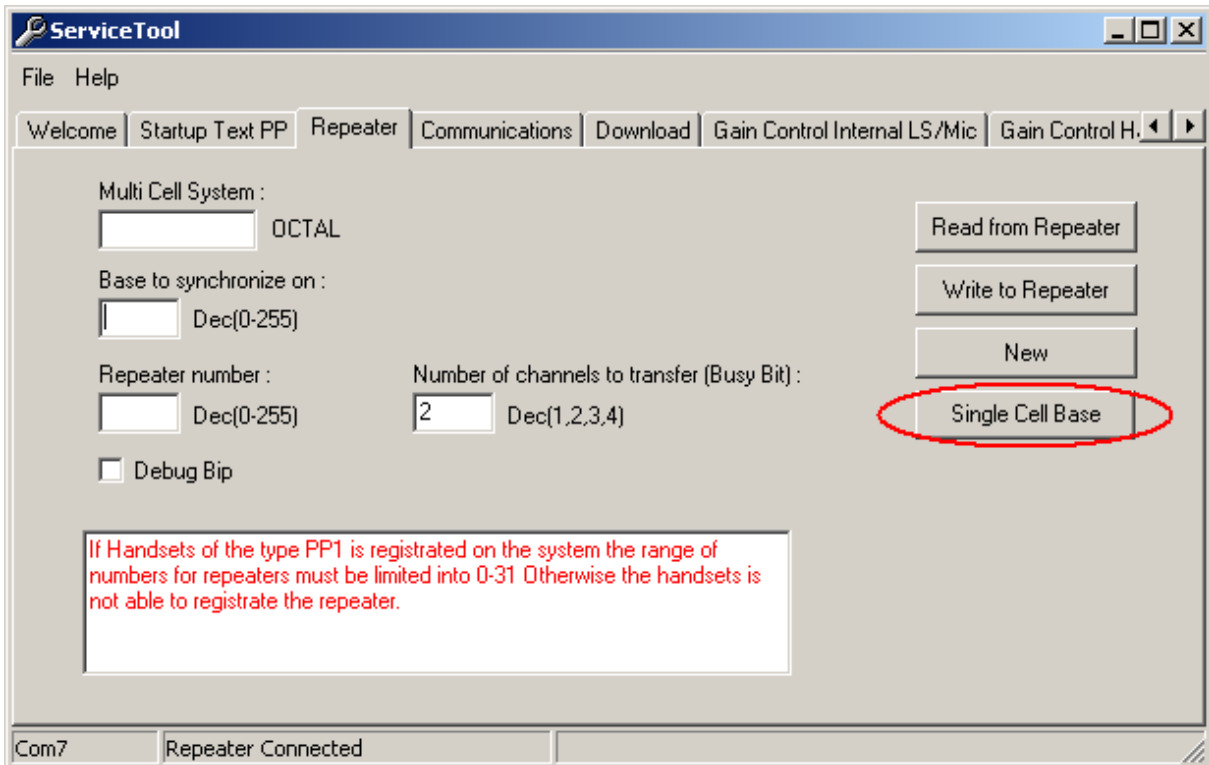 ServiceTool
File Help
Welcome Startup Text PP Repeater Communications Download Gain Control Internal LS/Mic Gain Control H
Multi Cell System :
OCTAL
Read from Repeater
Base to synchronize on :
Dec(0-255)
Write to Repeater
New
Repeater number :
Number of channels to transfer (Busy Bit) :
Dec(0-255)
2 Dec(1,2,3,4)
Single Cell Base
Debug Bip
If Handsets of the type PP1 is registrated on the system the range of
numbers for repeaters must be limited into 0-31 Otherwise the handsets is
not able to registrate the repeater.
Com7 Repeater Connected